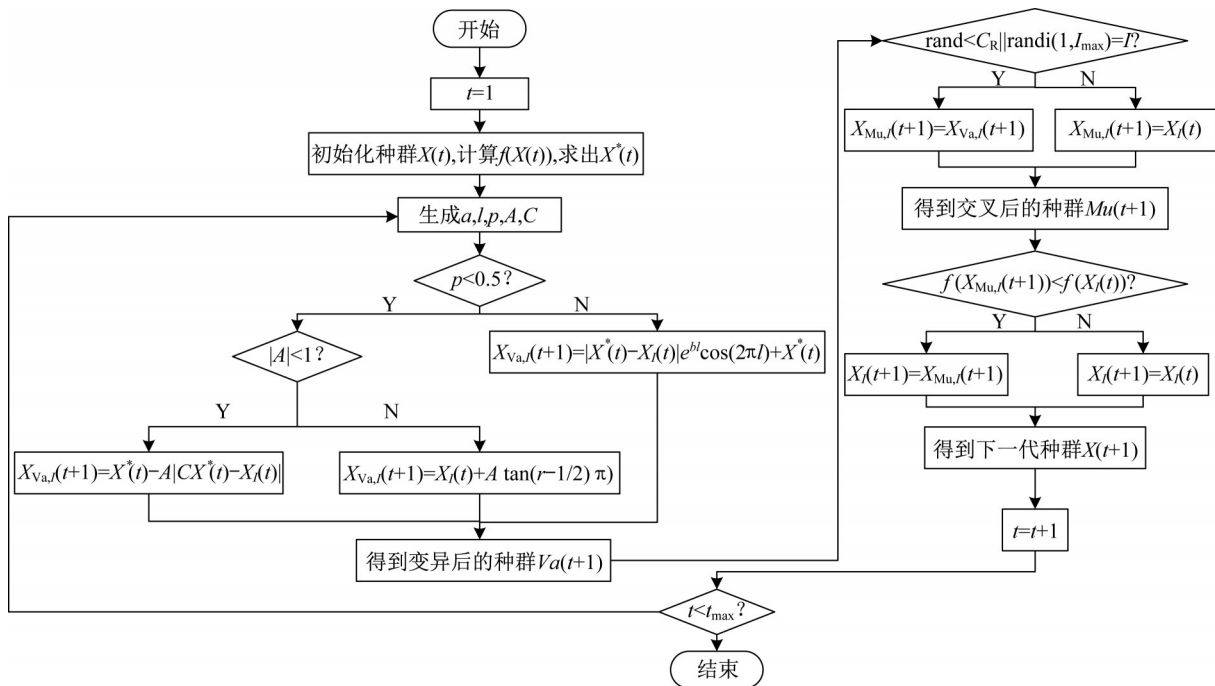 开始
t=1
初始化种群X(t),计算f(X(t)),求出X*(t)
生成a,l,p,A,C
p<0.5?
Y
N
|A|<1?
X_Va,I(t+1)=|X*(t)−X_I(t)|e^{bl}cos(2πl)+X*(t)
Y
N
X_Va,I(t+1)=X*(t)−A|CX*(t)−X_I(t)|
X_Va,I(t+1)=X_I(t)+A tan(r−1/2) π)
得到变异后的种群Va(t+1)
rand<C_R||randi(1,I_max)=I?
Y
N
X_Mu,I(t+1)=X_Va,I(t+1)
X_Mu,I(t+1)=X_I(t)
得到交叉后的种群Mu(t+1)
f(X_Mu,I(t+1))<f(X_I(t))?
Y
N
X_I(t+1)=X_Mu,I(t+1)
X_I(t+1)=X_I(t)
得到下一代种群X(t+1)
t=t+1
t<t_max?
结束